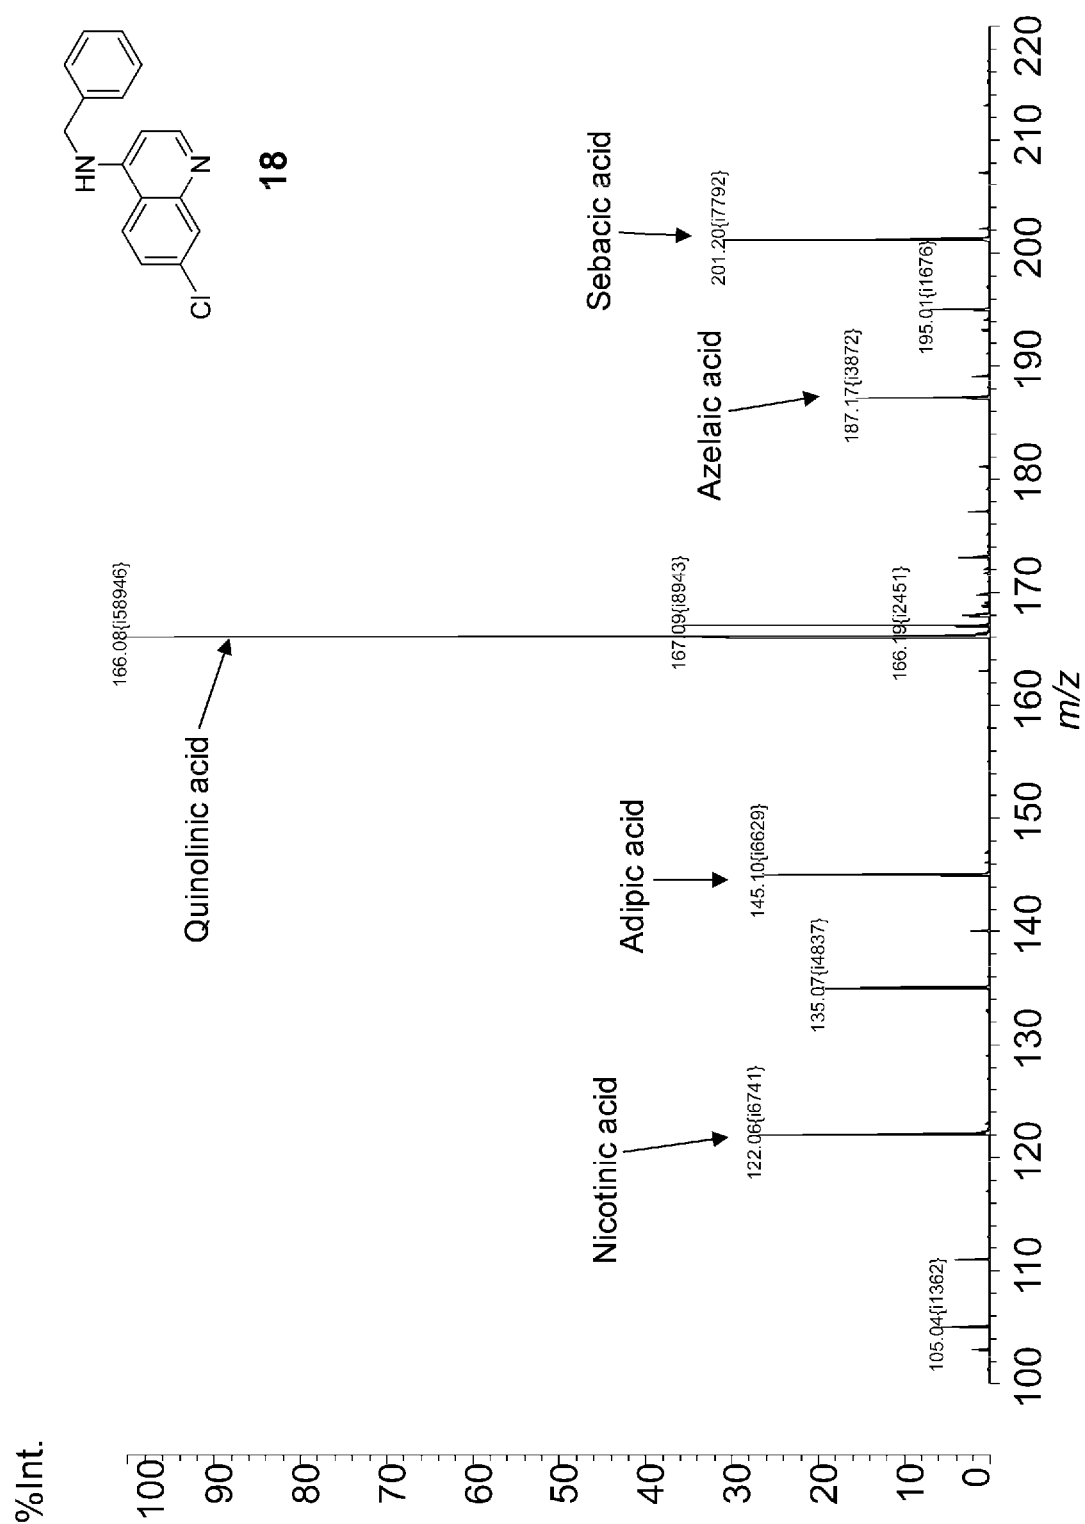 %Int.
100
90
80
70
60
50
40
30
20
10
0
166.08{i58946}
Quinolinic acid
167.09{i8943}
166.19{i2451}
Sebacic acid
201.20{i7792}
195.01{i1676}
Azelaic acid
187.17{i3872}
Adipic acid
145.10{i6629}
135.07{i4837}
Nicotinic acid
122.06{i6741}
105.04{i1362}
HN
N
Cl
18
100 110 120 130 140 150 160 170 180 190 200 210 220
m/z